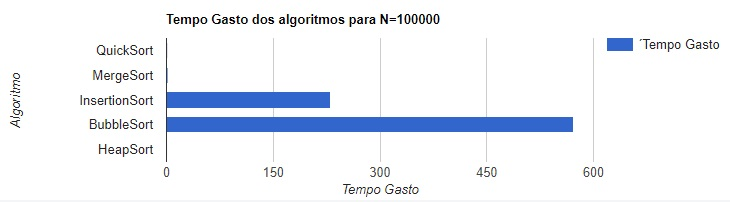 Tempo Gasto dos algoritmos para N=100000
´Tempo Gasto
Algoritmo
QuickSort
MergeSort
InsertionSort
BubbleSort
HeapSort
0 150 300 450 600
Tempo Gasto